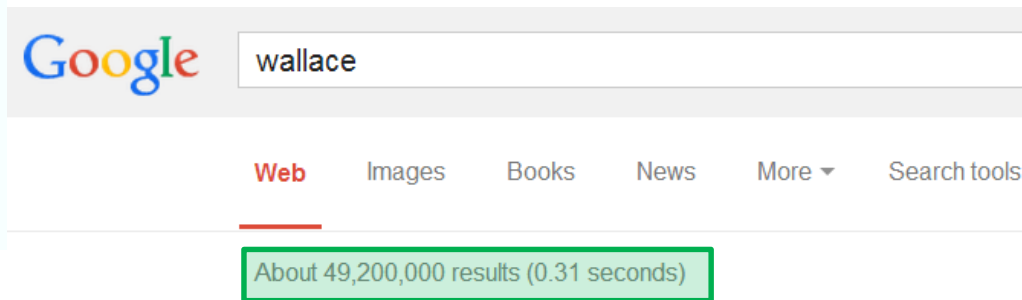 Google wallace
Web Images Books News More Search tools
About 49,200,000 results (0.31 seconds)